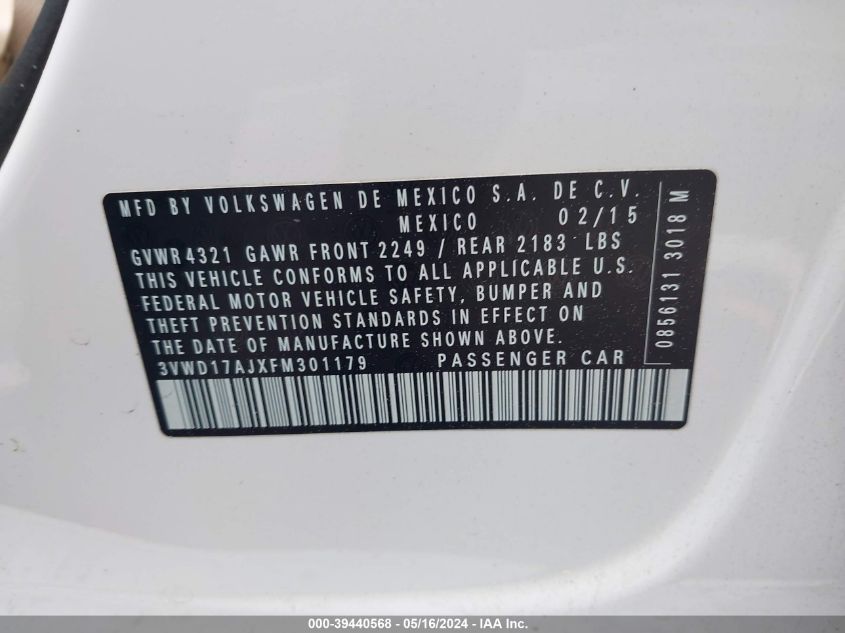 MFD BY VOLKSWAGEN DE MEXICO S.A. DE C.V.
MEXICO 02/15
GVWR 4321 GAWR FRONT 2249 / REAR 2183 LBS
THIS VEHICLE CONFORMS TO ALL APPLICABLE U.S.
FEDERAL MOTOR VEHICLE SAFETY, BUMPER AND
THEFT PREVENTION STANDARDS IN EFFECT ON
THE DATE OF MANUFACTURE SHOWN ABOVE.
3VWD17AJXFM301179 PASSENGER CAR
0856131 3018 M
000-39440568 - 05/16/2024 - IAA Inc.